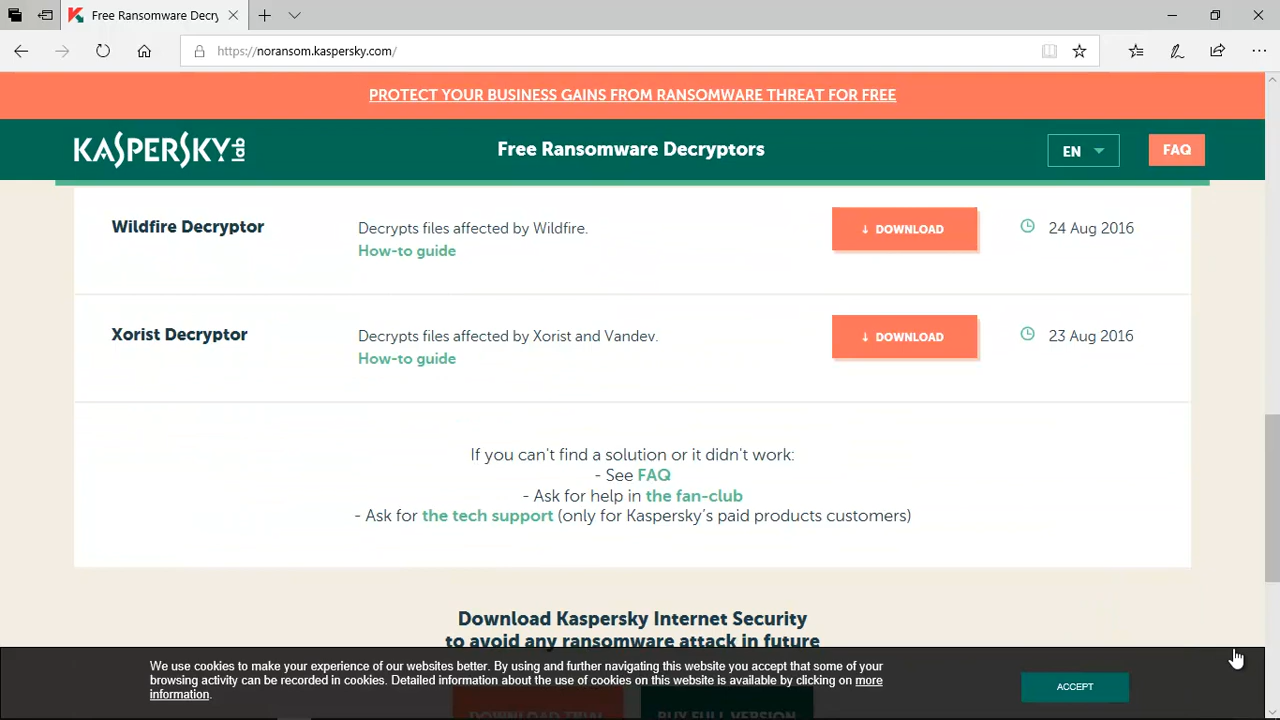 Free Ransomware Decry
https://noransom.kaspersky.com/
PROTECT YOUR BUSINESS GAINS FROM RANSOMWARE THREAT FOR FREE
KASPERSKY lab
Free Ransomware Decryptors
EN
FAQ
Wildfire Decryptor
Decrypts files affected by Wildfire.
How-to guide
↓ DOWNLOAD
24 Aug 2016
Xorist Decryptor
Decrypts files affected by Xorist and Vandev.
How-to guide
↓ DOWNLOAD
23 Aug 2016
If you can't find a solution or it didn't work:
- See FAQ
- Ask for help in the fan-club
- Ask for the tech support (only for Kaspersky's paid products customers)
Download Kaspersky Internet Security
to avoid any ransomware attack in future
We use cookies to make your experience of our websites better. By using and further navigating this website you accept that some of your
browsing activity can be recorded in cookies. Detailed information about the use of cookies on this website is available by clicking on more
information.
ACCEPT
DOWNLOAD TRIAL
BUY FULL VERSION